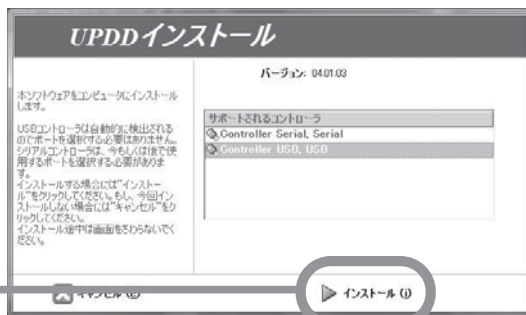 UPDDインストール
バージョン: 04.01.03
本ソフトウェアをコンピュータにインストール
します。
USBコントローラは自動的に検出される
のでポートを選択する必要はありません。
シリアルコントローラは、今もしくは後で使
用するポートを選択する必要がありま
す。
インストールする場合には"インストー
ル"をクリックしてください。もし、今回イン
ストールしない場合には"キャンセル"をク
リックしてください。
インストール途中は画面をさわらないでく
ださい。
サポートされるコントローラ
Controller Serial, Serial
Controller USB, USB
キャンセル
インストール (I)